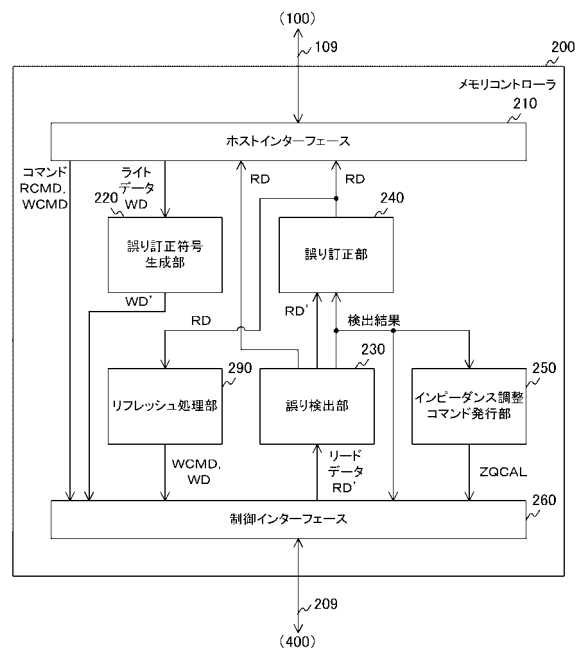 (100)
109
200
メモリコントローラ
210
ホストインターフェース
コマンド
RCMD,
WCMD
ライト
データ
WD
RD
RD
220
240
誤り訂正符号
生成部
誤り訂正部
WD'
RD
RD'
検出結果
290
230
250
リフレッシュ処理部
誤り検出部
インピーダンス調整
コマンド発行部
WCMD,
WD
リード
データ
RD'
ZQCAL
260
制御インターフェース
209
(400)